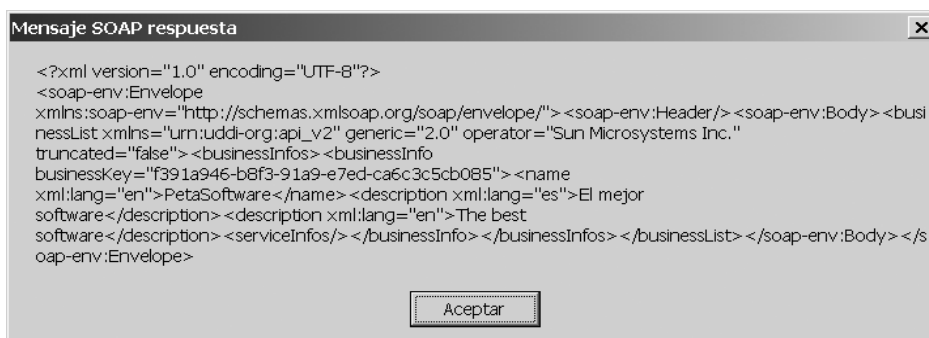 Mensaje SOAP respuesta
<?xml version="1.0" encoding="UTF-8"?>
<soap-env:Envelope
xmlns:soap-env="http://schemas.xmlsoap.org/soap/envelope/"><soap-env:Header/><soap-env:Body><busi
nessList xmlns="urn:uddi-org:api_v2" generic="2.0" operator="Sun Microsystems Inc."
truncated="false"><businessInfos><businessInfo
businessKey="f391a946-b8f3-91a9-e7ed-ca6c3c5cb085"><name
xml:lang="en">PetaSoftware</name><description xml:lang="es">El mejor
software</description><description xml:lang="en">The best
software</description><serviceInfos/></businessInfo></businessInfos></businessList></soap-env:Body></s
oap-env:Envelope>
Aceptar